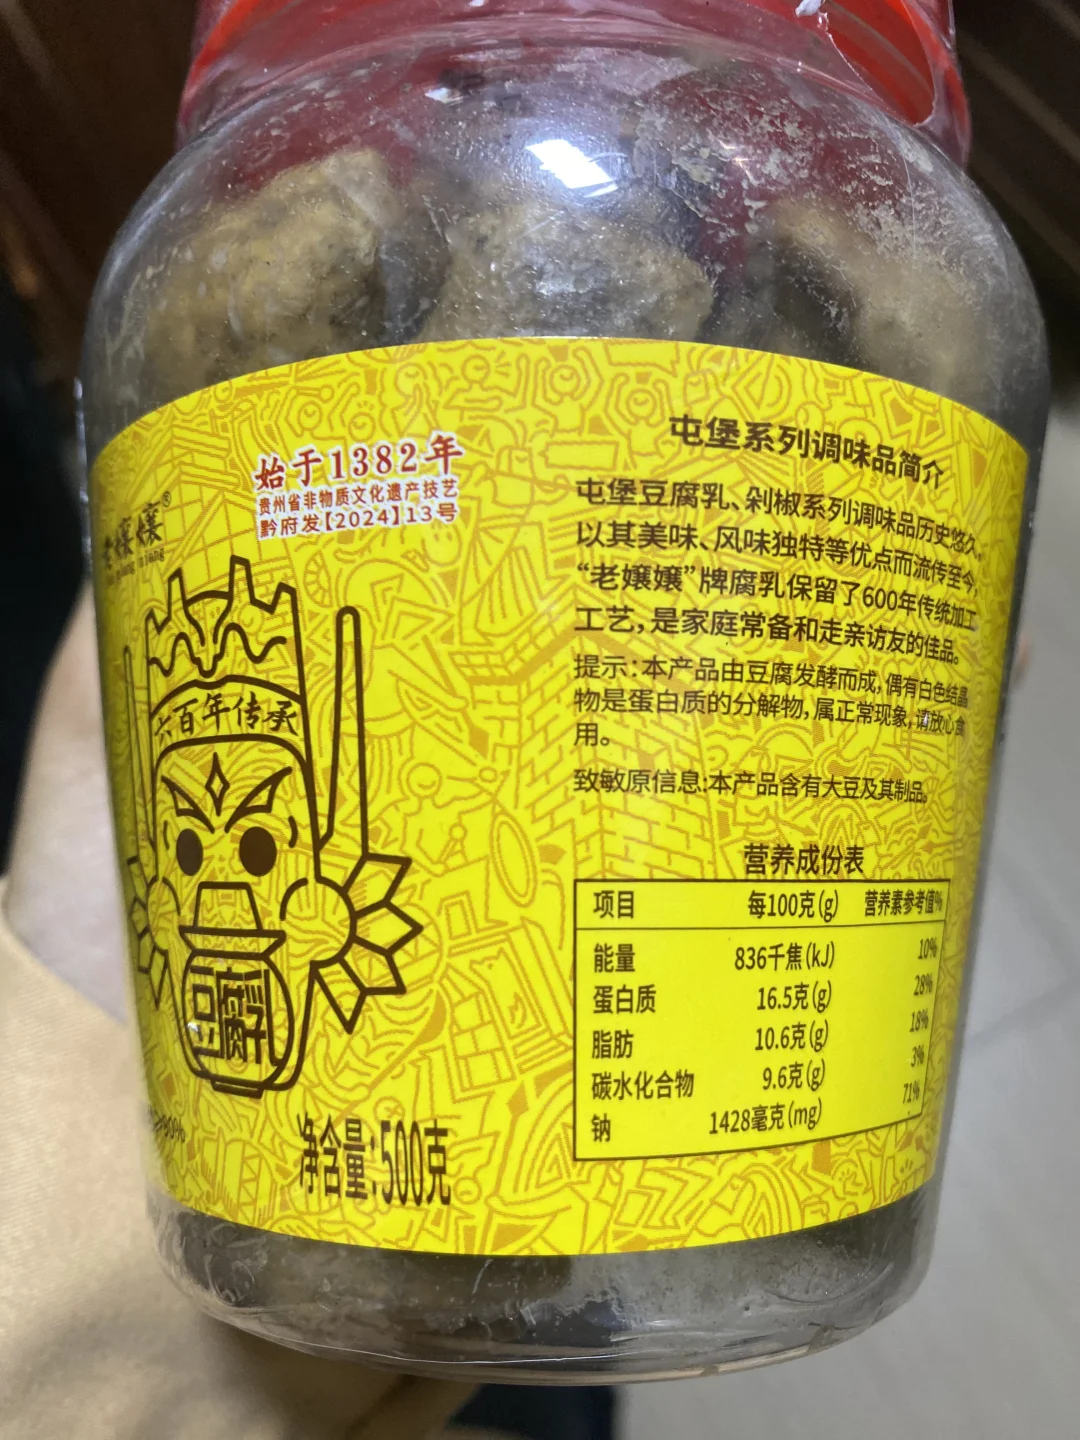 始于1382年
贵州省非物质文化遗产技艺
黔府发【2024】13号
孃孃®
六百年传承
豆腐乳
净含量:500克
屯堡系列调味品简介
屯堡豆腐乳、剁椒系列调味品历史悠久,
以其美味、风味独特等优点而流传至今,
“老孃孃”牌腐乳保留了600年传统加工
工艺,是家庭常备和走亲访友的佳品。
提示:本产品由豆腐发酵而成,偶有白色结晶
物是蛋白质的分解物,属正常现象,请放心食
用。
致敏原信息:本产品含有大豆及其制品。
营养成份表
项目 每100克(g) 营养素参考值%
能量 836千焦(kJ) 10%
蛋白质 16.5克(g) 28%
脂肪 10.6克(g) 18%
碳水化合物 9.6克(g) 3%
钠 1428毫克(mg) 71%